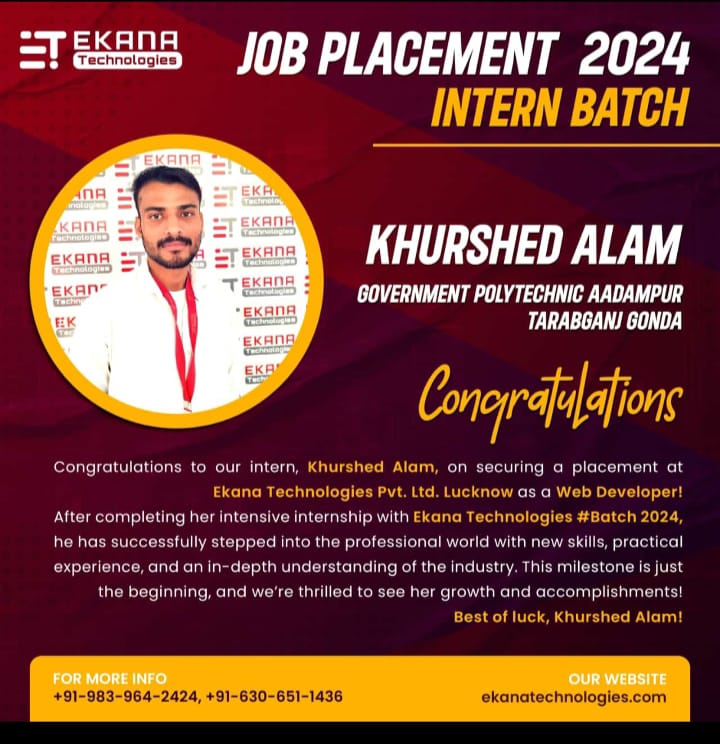 EKANA
Technologies
JOB PLACEMENT 2024
INTERN BATCH
EKANA
KHURSHED ALAM
GOVERNMENT POLYTECHNIC AADAMPUR
TARABGANJ GONDA
Congratulations
Congratulations to our intern, Khurshed Alam, on securing a placement at
Ekana Technologies Pvt. Ltd. Lucknow as a Web Developer!
After completing her intensive internship with Ekana Technologies #Batch 2024,
he has successfully stepped into the professional world with new skills, practical
experience, and an in-depth understanding of the industry. This milestone is just
the beginning, and we're thrilled to see her growth and accomplishments!
Best of luck, Khurshed Alam!
FOR MORE INFO
+91-983-964-2424, +91-630-651-1436
OUR WEBSITE
ekanatechnologies.com